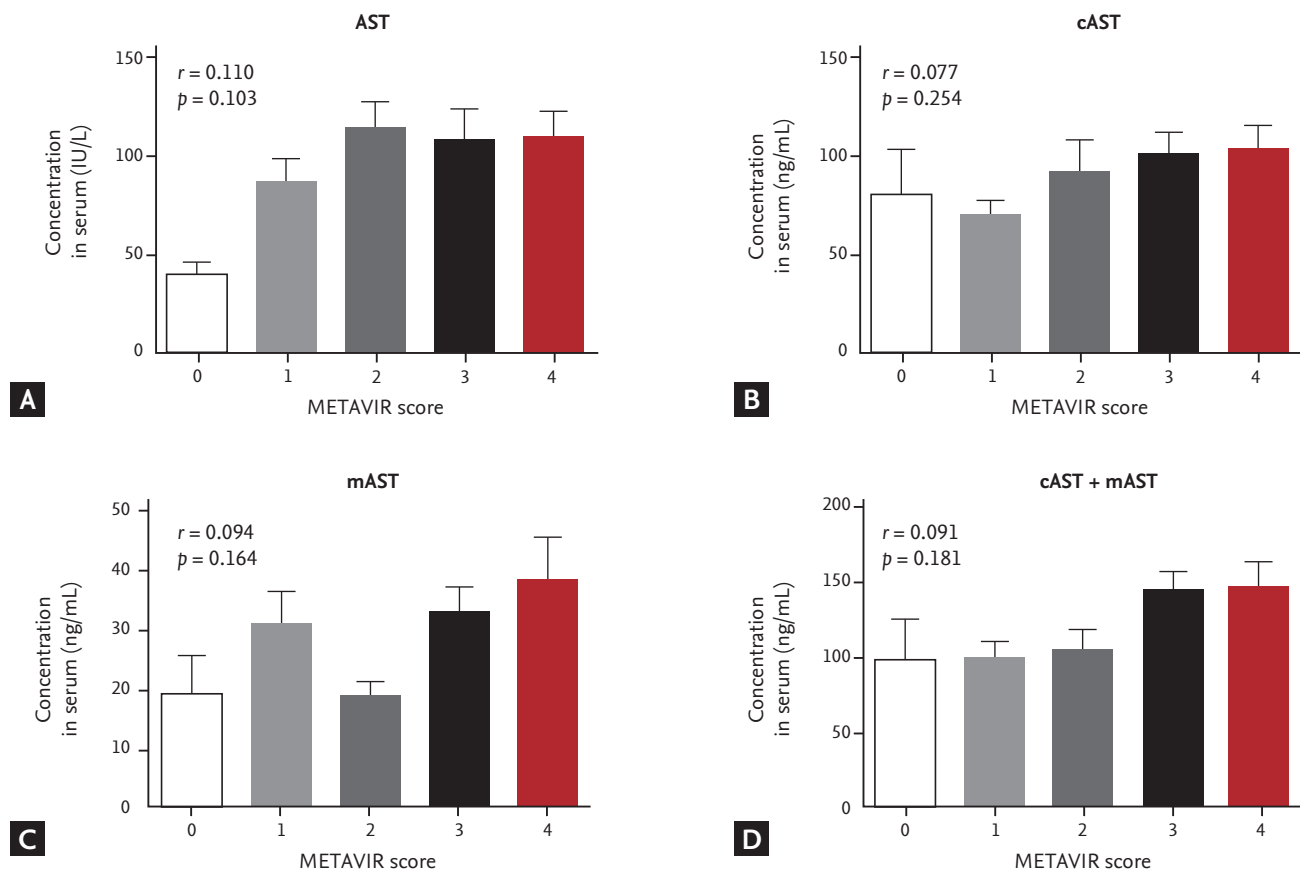 AST
150
100
50
0
r = 0.110
p = 0.103
Concentration
in serum (IU/L)
0 1 2 3 4
METAVIR score
A
cAST
150
100
50
0
r = 0.077
p = 0.254
Concentration
in serum (ng/mL)
0 1 2 3 4
METAVIR score
B
mAST
50
40
30
20
10
0
r = 0.094
p = 0.164
Concentration
in serum (ng/mL)
0 1 2 3 4
METAVIR score
C
cAST + mAST
200
150
100
50
0
r = 0.091
p = 0.181
Concentration
in serum (ng/mL)
0 1 2 3 4
METAVIR score
D